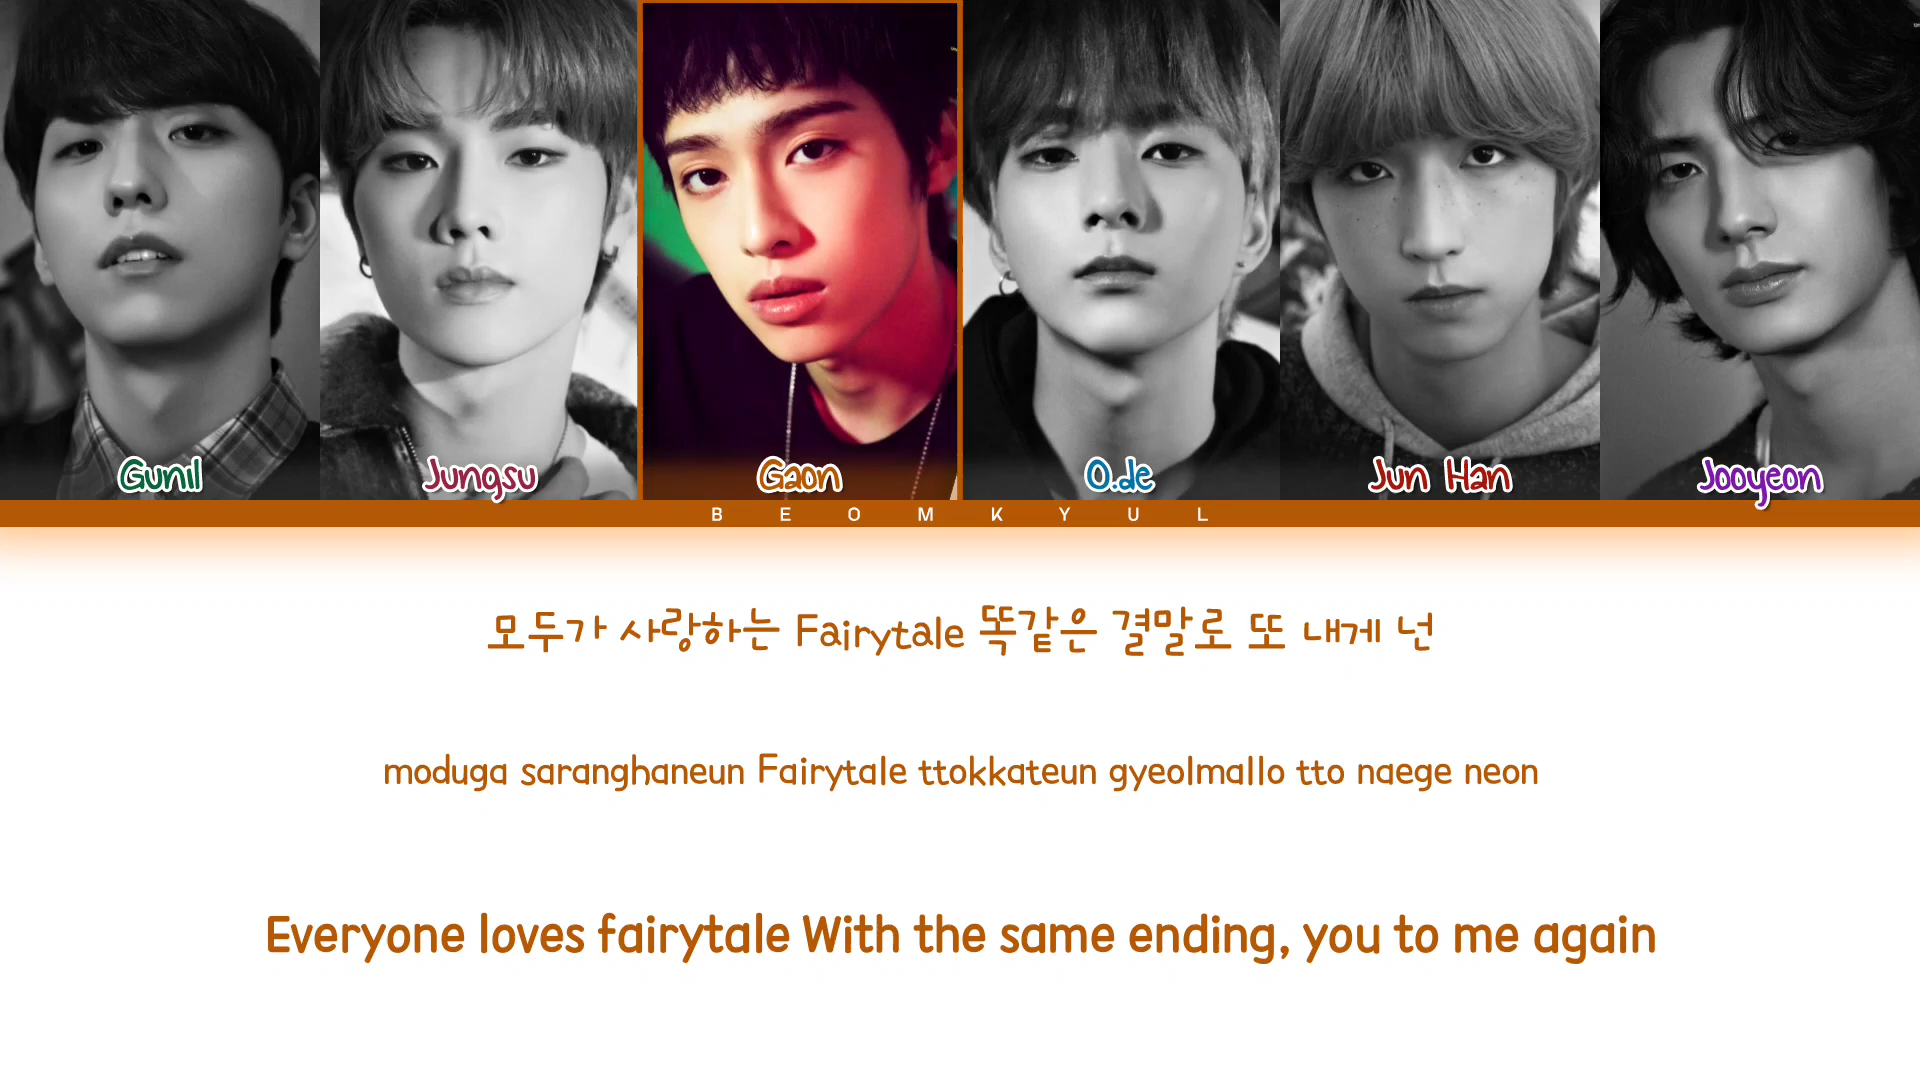 Gunil Jungsu Gaon O.de Jun Han Jooyeon
BEOMKYUL
모두가 사랑하는 Fairytale 똑같은 결말로 또 내게 넌
moduga saranghaneun Fairytale ttokkateun gyeolmallo tto naege neon
Everyone loves fairytale With the same ending, you to me again